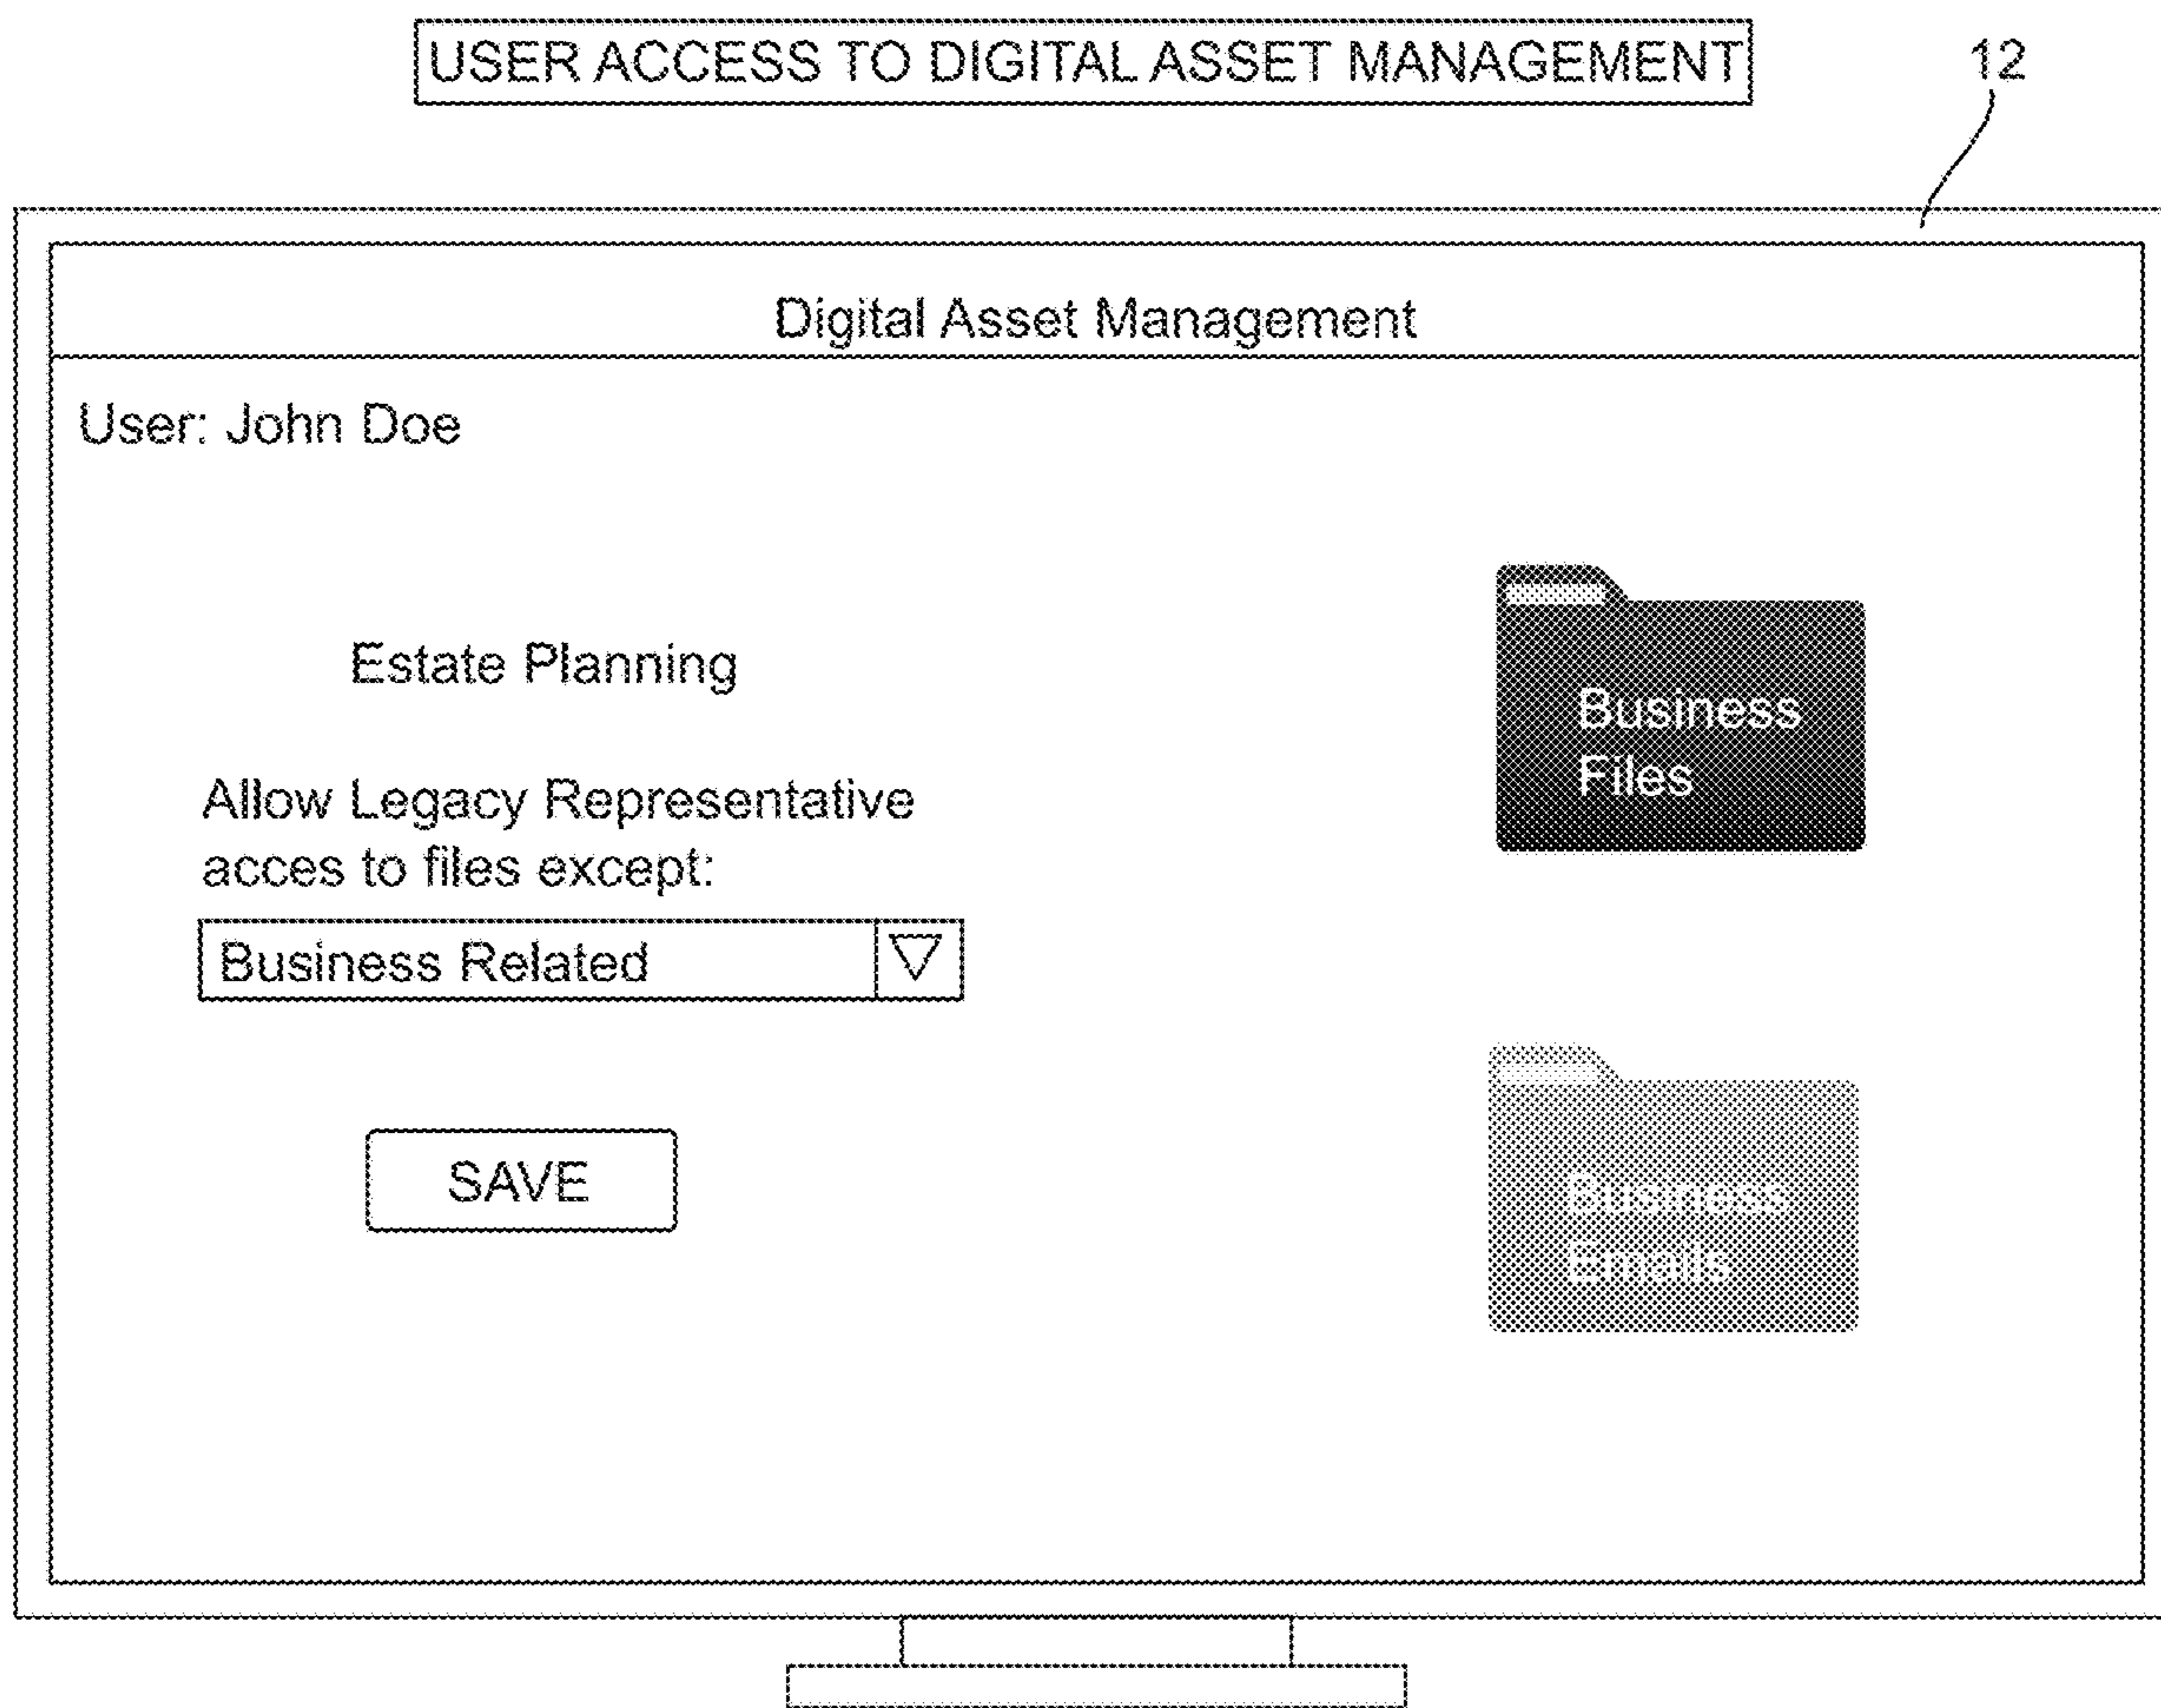 USER ACCESS TO DIGITAL ASSET MANAGEMENT
12
Digital Asset Management
User: John Doe
Estate Planning
Allow Legacy Representative
acces to files except:
Business Related
SAVE
Business
Files
Business
Emails